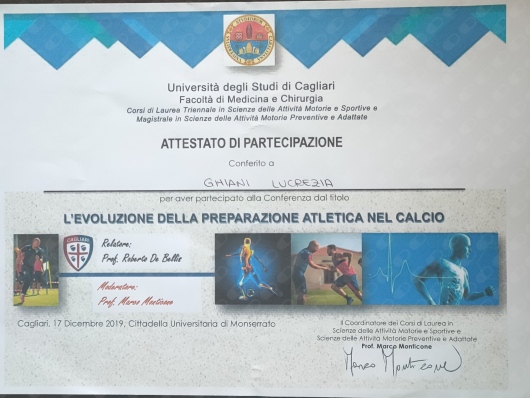 Università degli Studi di Cagliari
Facoltà di Medicina e Chirurgia
Corsi di Laurea Triennale in Scienze delle Attività Motorie e Sportive e
Magistrale in Scienze delle Attività Motorie Preventive e Adattate
ATTESTATO DI PARTECIPAZIONE
Conferito a
GHIANI LUCREZIA
per aver partecipato alla Conferenza dal titolo
L'EVOLUZIONE DELLA PREPARAZIONE ATLETICA NEL CALCIO
CAGLIARI
Relatore:
Prof. Roberto De Bellis
Moderatore:
Prof. Marco Monticone
Cagliari, 17 Dicembre 2019, Cittadella Universitaria di Monserrato
Il Coordinatore dei Corsi di Laurea in
Scienze delle Attività Motorie e Sportive e
Scienze delle Attività Motorie Preventive e Adattate
Prof. Marco Monticone
Marco Monticone